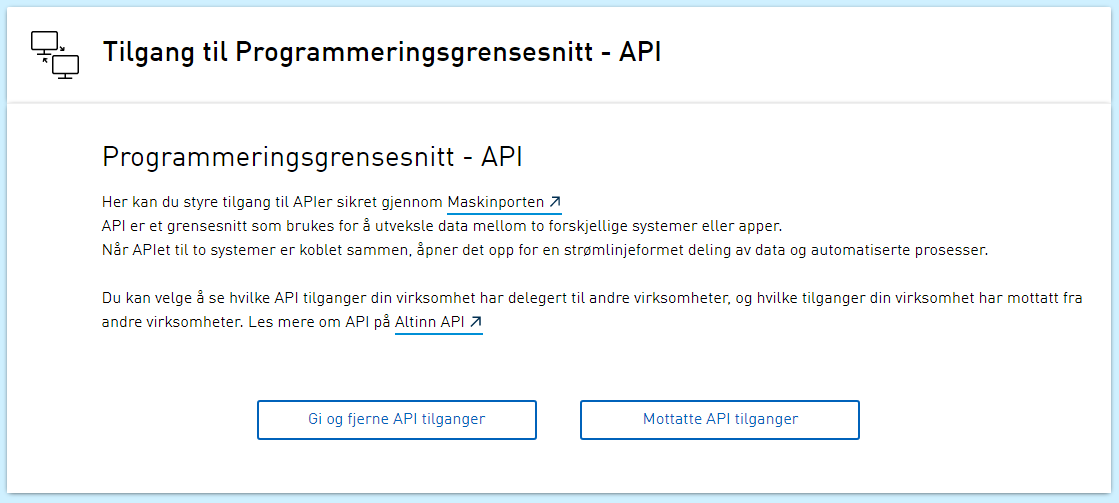 Tilgang til Programmeringsgrensesnitt - API
Programmeringsgrensesnitt - API
Her kan du styre tilgang til APIer sikret gjennom Maskinporten
API er et grensesnitt som brukes for å utveksle data mellom to forskjellige systemer eller apper.
Når APIet til to systemer er koblet sammen, åpner det opp for en strømlinjeformet deling av data og automatiserte prosesser.
Du kan velge å se hvilke API tilganger din virksomhet har delegert til andre virksomheter, og hvilke tilganger din virksomhet har mottatt fra
andre virksomheter. Les mere om API på Altinn API
Gi og fjerne API tilganger
Mottatte API tilganger